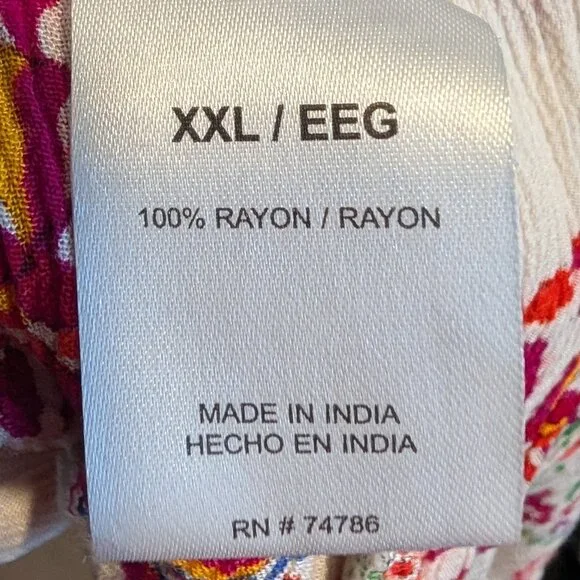 XXL / EEG
100% RAYON / RAYON
MADE IN INDIA
HECHO EN INDIA
RN # 74786